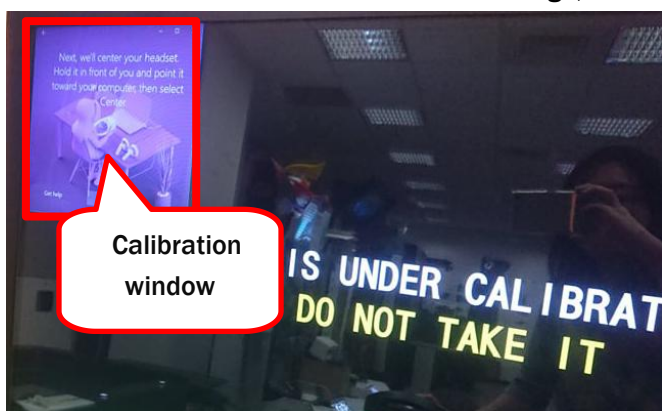 Next, we'll center your headset.
Hold it in front of you and point it
toward your computer, then select
Center.
Get help
Calibration
window
IS UNDER CALIBRAT
DO NOT TAKE IT